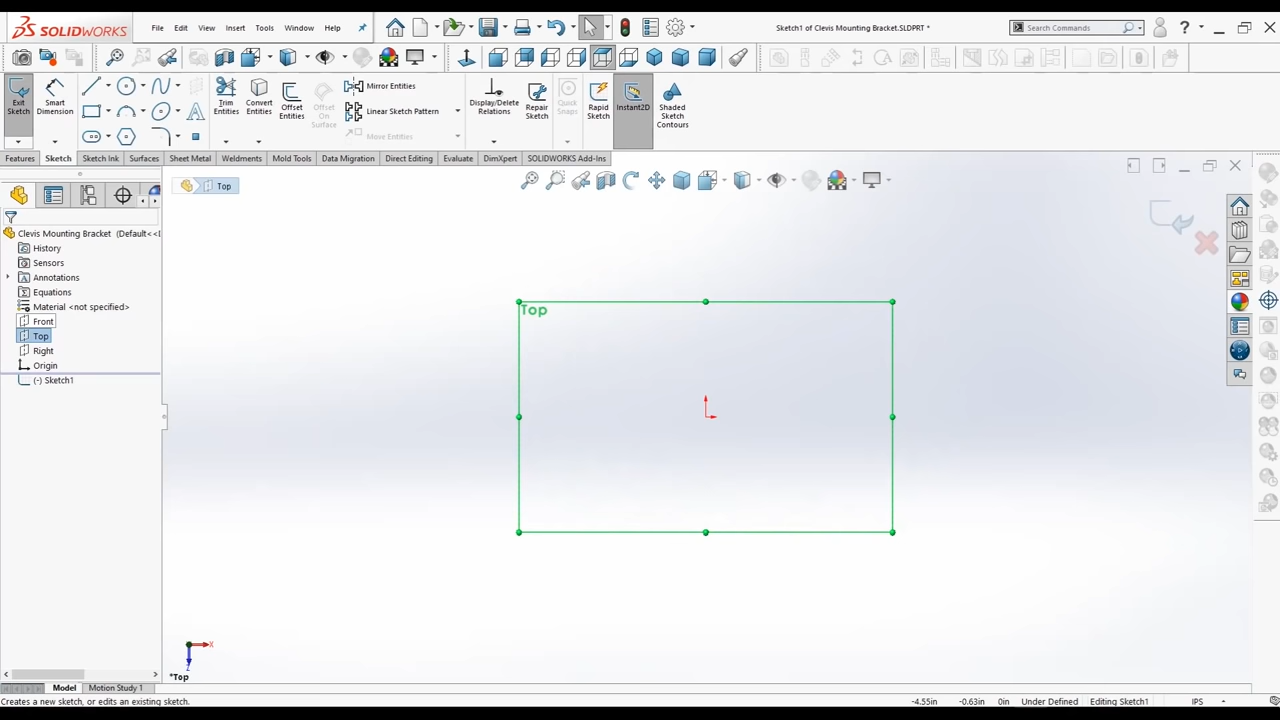 SOLIDWORKS
File
Edit
View
Insert
Tools
Window
Help
Sketch1 of Clevis Mounting Bracket.SLDPRT *
Search Commands
?
Exit Sketch
Smart Dimension
Trim Entities
Convert Entities
Offset Entities
Offset On Surface
Mirror Entities
Linear Sketch Pattern
Move Entities
Display/Delete Relations
Repair Sketch
Quick Snaps
Rapid Sketch
Instant2D
Shaded Sketch Contours
Features
Sketch
Sketch Ink
Surfaces
Sheet Metal
Weldments
Mold Tools
Data Migration
Direct Editing
Evaluate
DimXpert
SOLIDWORKS Add-Ins
Top
Clevis Mounting Bracket (Default<<
History
Sensors
Annotations
Equations
Material <not specified>
Front
Top
Right
Origin
(-) Sketch1
Top
X
Z
*Top
Model
Motion Study 1
Creates a new sketch, or edits an existing sketch.
-4.55in
-0.63in
0in
Under Defined
Editing Sketch1
IPS